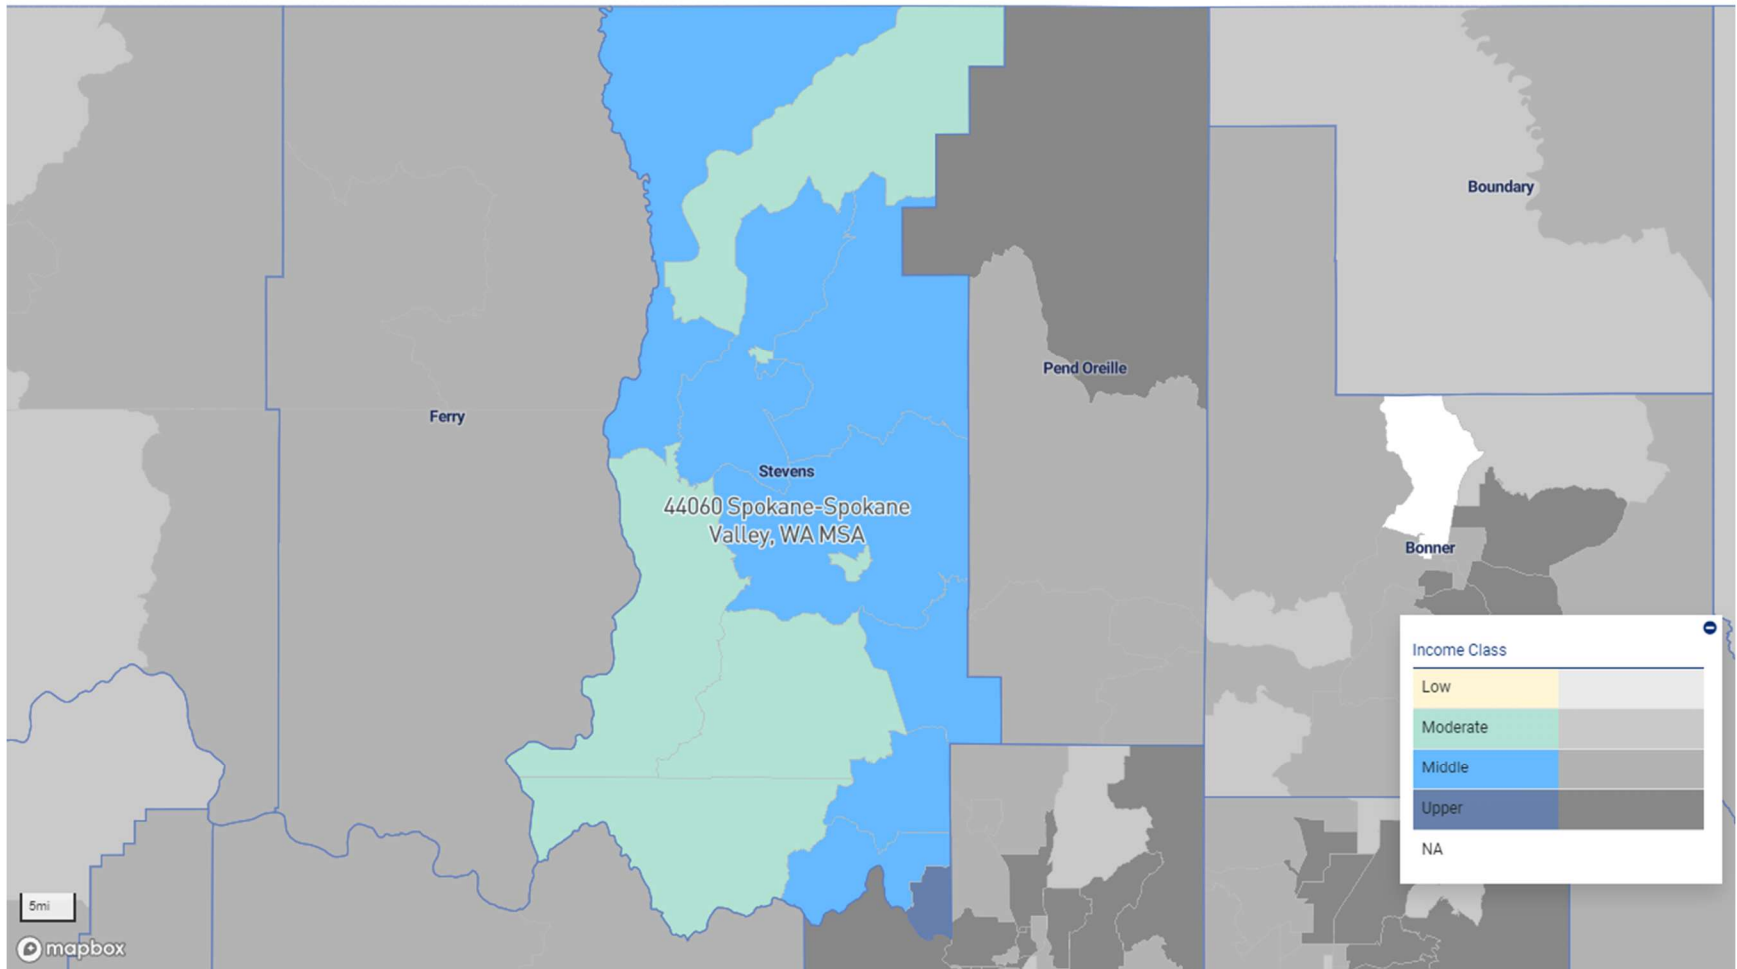 Boundary
Pend Oreille
Ferry
Stevens
44060 Spokane-Spokane
Valley, WA MSA
Bonner
Income Class
Low
Moderate
Middle
Upper
NA
5mi
mapbox